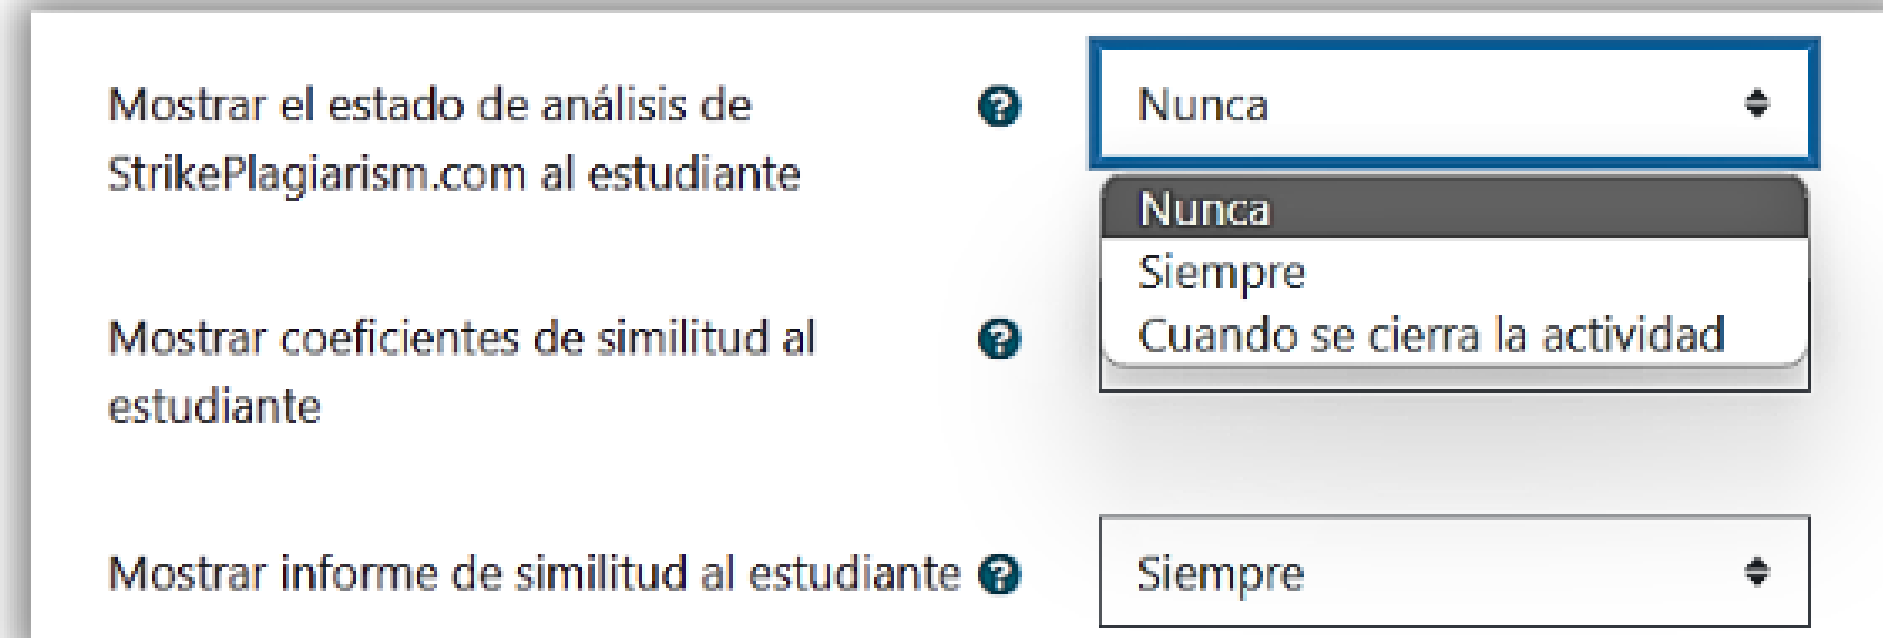 Mostrar el estado de análisis de
StrikePlagiarism.com al estudiante
Nunca
Nunca
Siempre
Cuando se cierra la actividad
Mostrar coeficientes de similitud al
estudiante
Mostrar informe de similitud al estudiante
Siempre